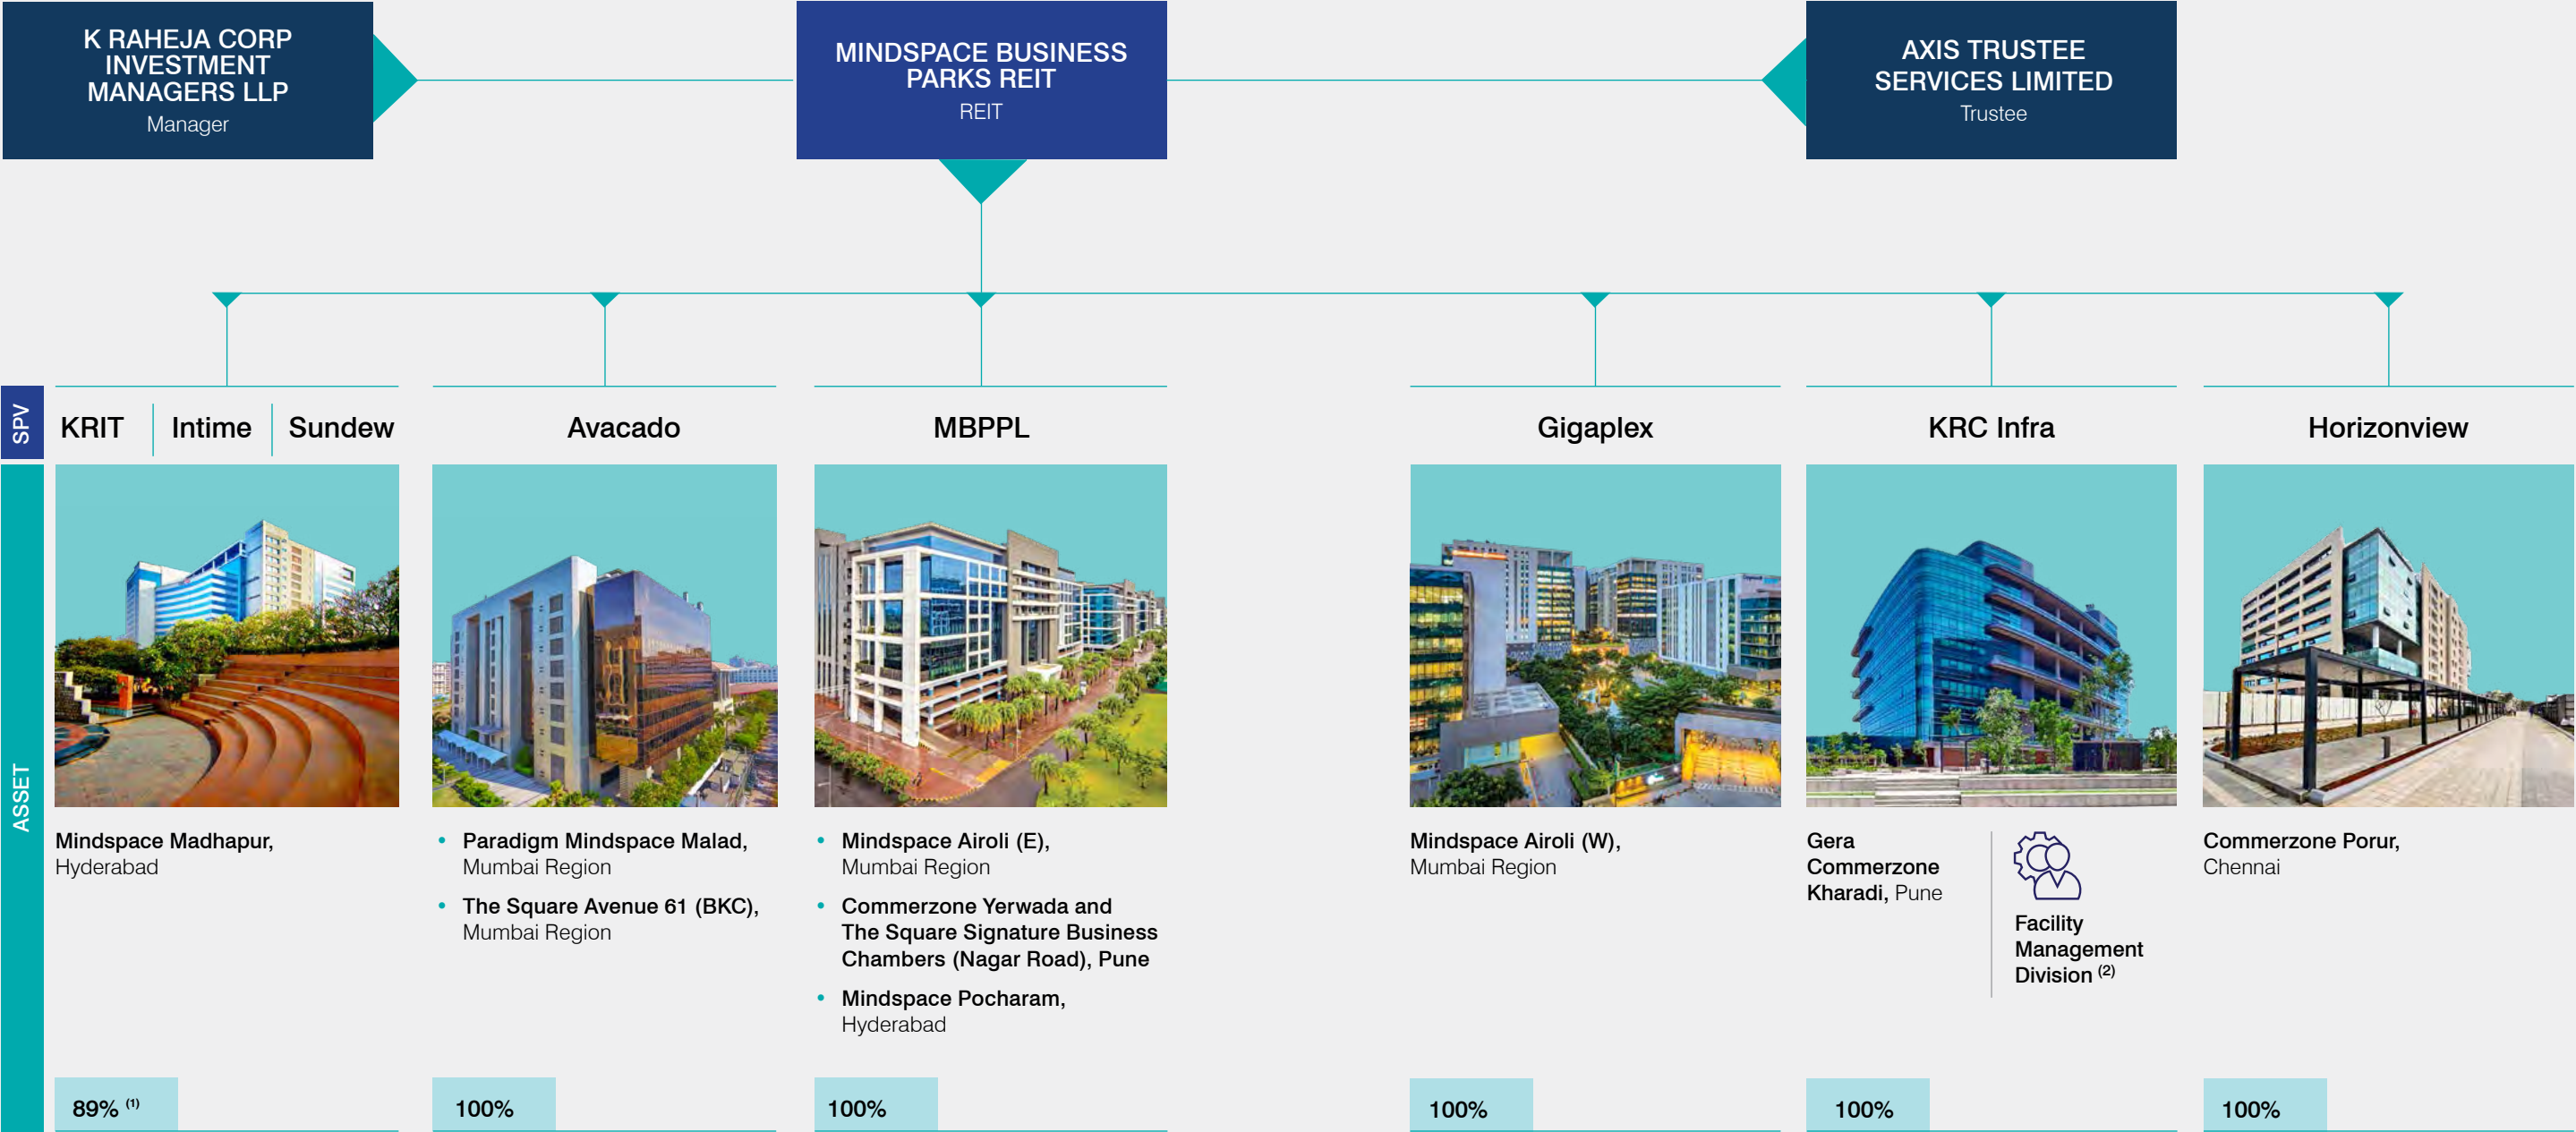 K RAHEJA CORP
INVESTMENT
MANAGERS LLP
Manager
MINDSPACE BUSINESS
PARKS REIT
REIT
AXIS TRUSTEE
SERVICES LIMITED
Trustee
SPV
KRIT
Intime
Sundew
Avacado
MBPPL
Gigaplex
KRC Infra
Horizonview
ASSET
Mindspace Madhapur,
Hyderabad
• Paradigm Mindspace Malad,
Mumbai Region
• The Square Avenue 61 (BKC),
Mumbai Region
• Mindspace Airoli (E),
Mumbai Region
• Commerzone Yerwada and
The Square Signature Business
Chambers (Nagar Road), Pune
• Mindspace Pocharam,
Hyderabad
Mindspace Airoli (W),
Mumbai Region
Gera
Commerzone
Kharadi, Pune
Facility
Management
Division (2)
Commerzone Porur,
Chennai
89% (1)
100%
100%
100%
100%
100%